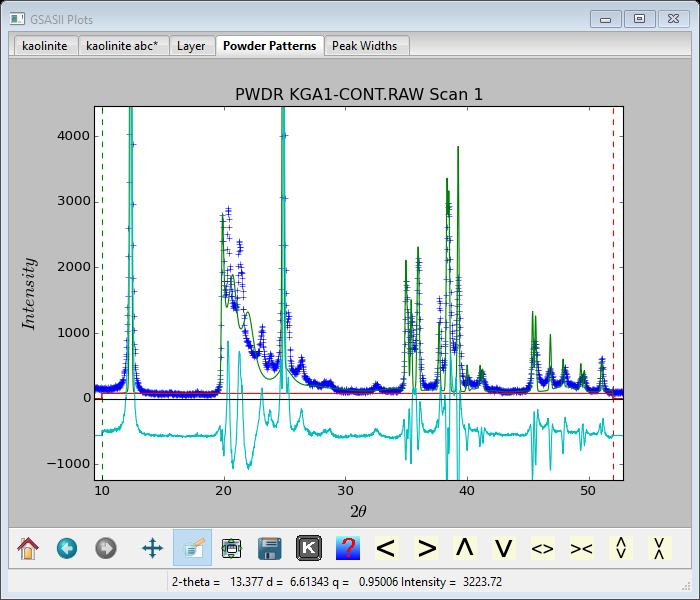 GSASII Plots
kaolinite
kaolinite abc*
Layer
Powder Patterns
Peak Widths
PWDR KGA1-CONT.RAW Scan 1
4000
3000
2000
1000
0
−1000
Intensity
10 20 30 40 50
2θ
K ? < > Λ V <> ><
2-theta = 13.377 d = 6.61343 q = 0.95006 Intensity = 3223.72